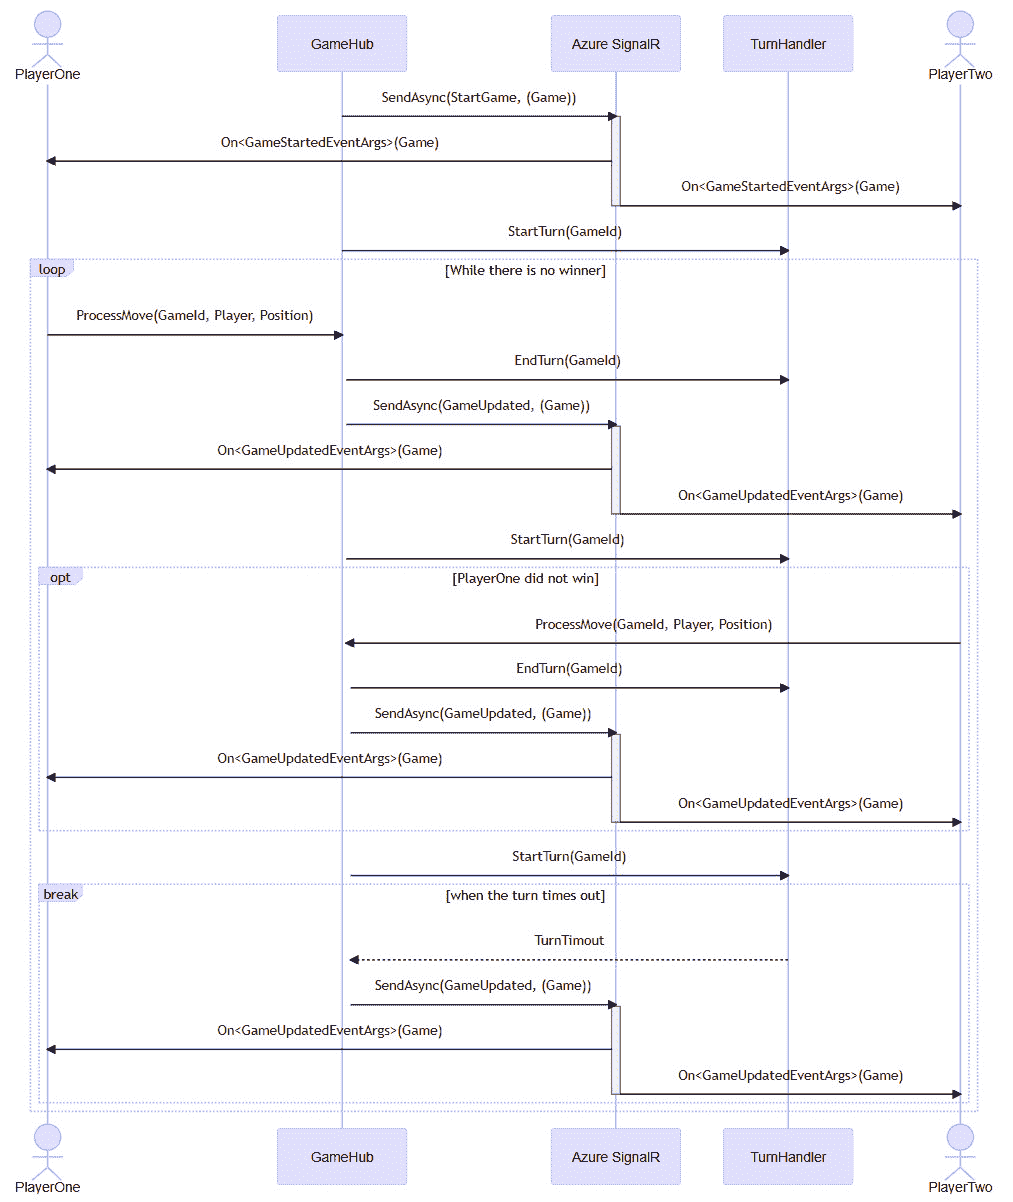 GameHub
Azure SignalR
TurnHandler
PlayerOne
PlayerTwo
SendAsync(StartGame, (Game))
On<GameStartedEventArgs>(Game)
On<GameStartedEventArgs>(Game)
StartTurn(GameId)
loop
[While there is no winner]
ProcessMove(GameId, Player, Position)
EndTurn(GameId)
SendAsync(GameUpdated, (Game))
On<GameUpdatedEventArgs>(Game)
On<GameUpdatedEventArgs>(Game)
StartTurn(GameId)
opt
[PlayerOne did not win]
ProcessMove(GameId, Player, Position)
EndTurn(GameId)
SendAsync(GameUpdated, (Game))
On<GameUpdatedEventArgs>(Game)
On<GameUpdatedEventArgs>(Game)
StartTurn(GameId)
break
[when the turn times out]
TurnTimout
SendAsync(GameUpdated, (Game))
On<GameUpdatedEventArgs>(Game)
On<GameUpdatedEventArgs>(Game)
GameHub
Azure SignalR
TurnHandler
PlayerOne
PlayerTwo